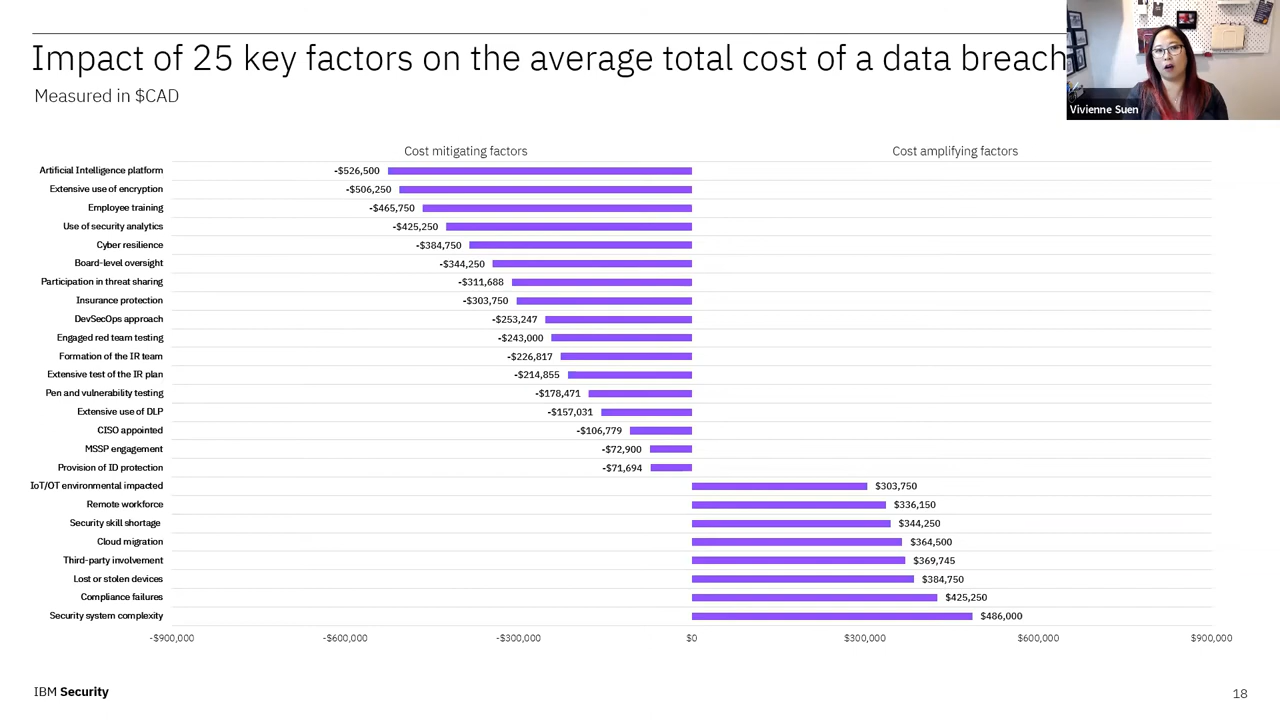 Impact of 25 key factors on the average total cost of a data breach
Measured in $CAD
Vivienne Suen
Cost mitigating factors
Cost amplifying factors
Artificial Intelligence platform -$526,500
Extensive use of encryption -$506,250
Employee training -$465,750
Use of security analytics -$425,250
Cyber resilience -$384,750
Board-level oversight -$344,250
Participation in threat sharing -$311,688
Insurance protection -$303,750
DevSecOps approach -$253,247
Engaged red team testing -$243,000
Formation of the IR team -$226,817
Extensive test of the IR plan -$214,855
Pen and vulnerability testing -$178,471
Extensive use of DLP -$157,031
CISO appointed -$106,779
MSSP engagement -$72,900
Provision of ID protection -$71,694
IoT/OT environmental impacted $303,750
Remote workforce $336,150
Security skill shortage $344,250
Cloud migration $364,500
Third-party involvement $369,745
Lost or stolen devices $384,750
Compliance failures $425,250
Security system complexity $486,000
-$900,000 -$600,000 -$300,000 $0 $300,000 $600,000 $900,000
IBM Security
18